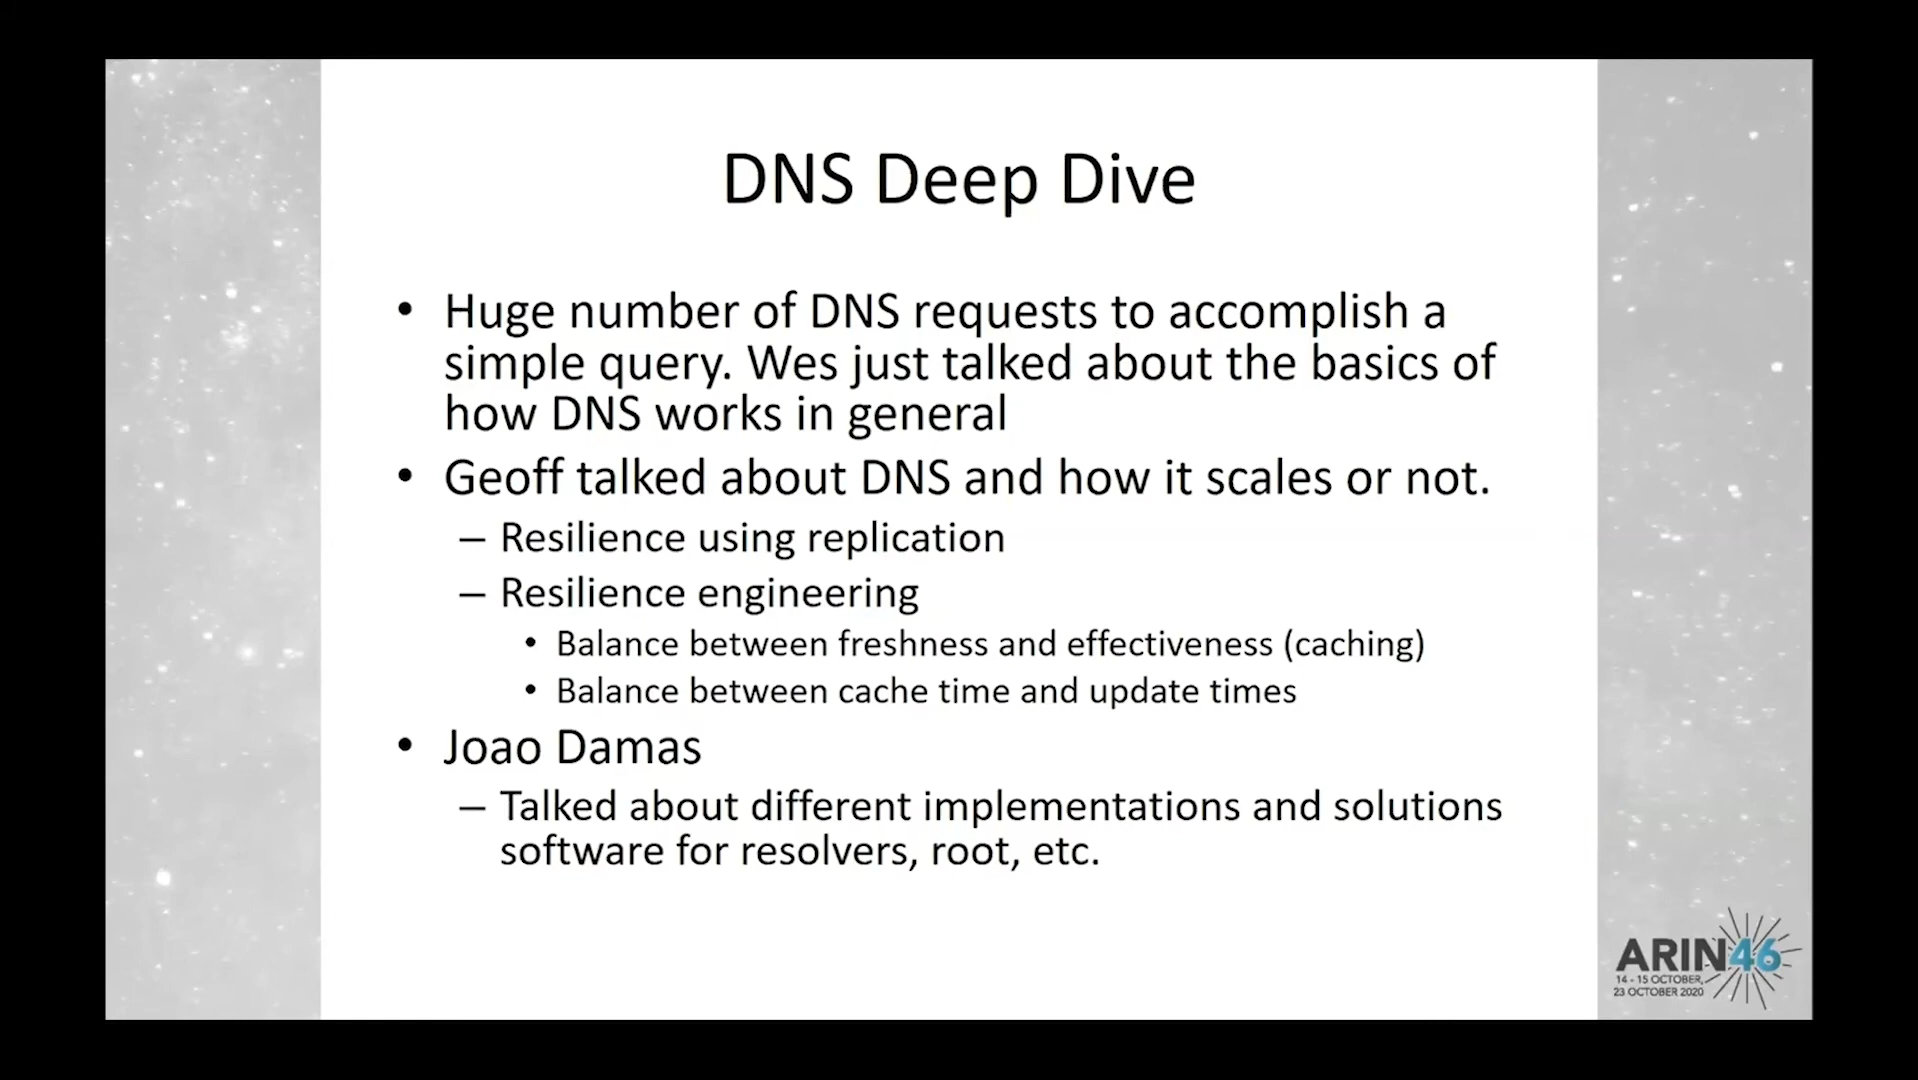 DNS Deep Dive
• Huge number of DNS requests to accomplish a
simple query. Wes just talked about the basics of
how DNS works in general
• Geoff talked about DNS and how it scales or not.
– Resilience using replication
– Resilience engineering
• Balance between freshness and effectiveness (caching)
• Balance between cache time and update times
• Joao Damas
– Talked about different implementations and solutions
software for resolvers, root, etc.
ARIN46
14 - 15 OCTOBER,
23 OCTOBER 2020